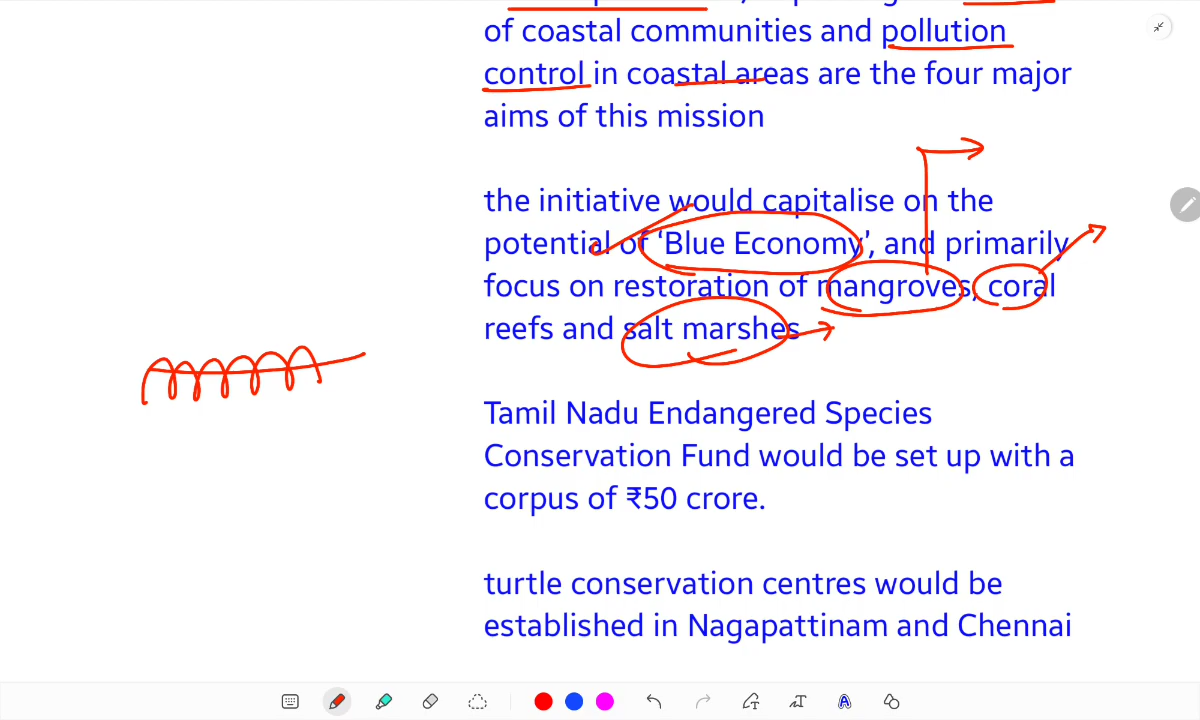 of coastal communities and pollution
control in coastal areas are the four major
aims of this mission
the initiative would capitalise on the
potential of ‘Blue Economy’, and primarily
focus on restoration of mangroves, coral
reefs and salt marshes
Tamil Nadu Endangered Species
Conservation Fund would be set up with a
corpus of ₹50 crore.
turtle conservation centres would be
established in Nagapattinam and Chennai